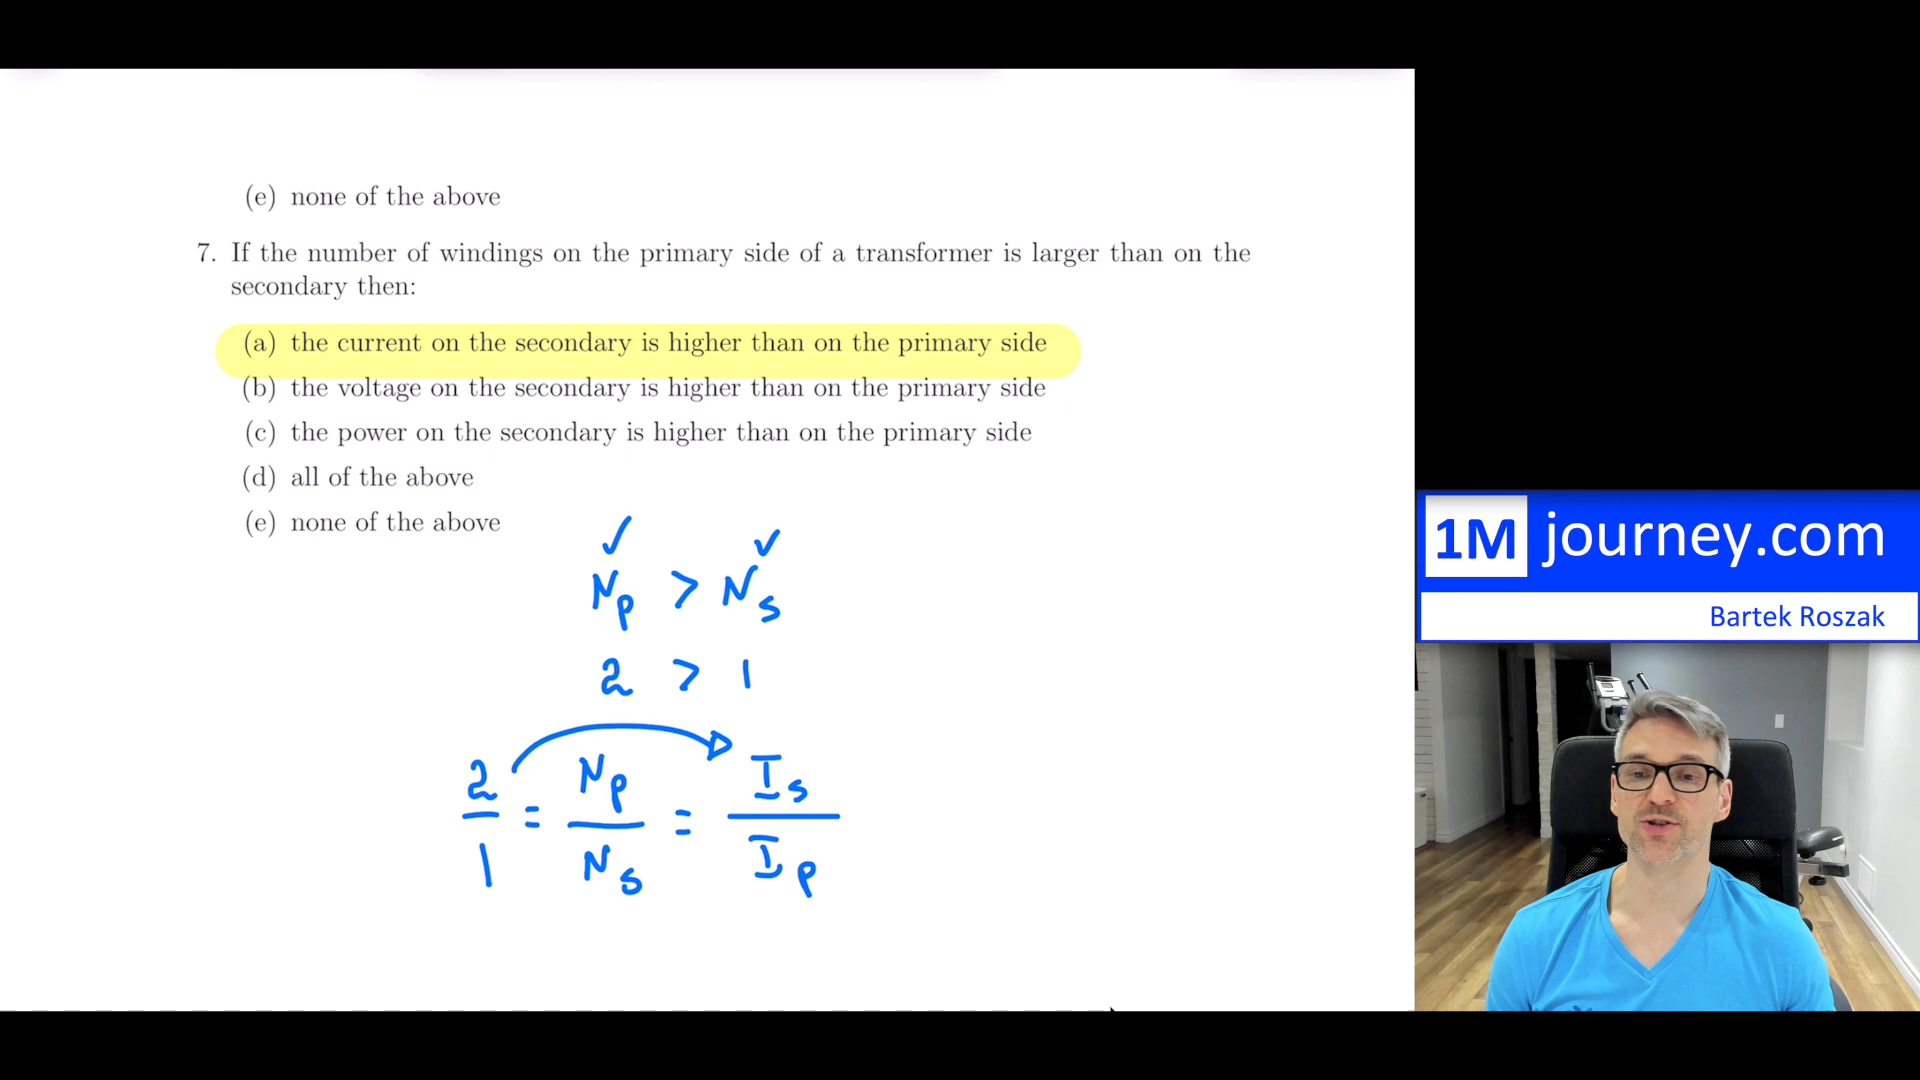 (e) none of the above
7. If the number of windings on the primary side of a transformer is larger than on the
secondary then:
(a) the current on the secondary is higher than on the primary side
(b) the voltage on the secondary is higher than on the primary side
(c) the power on the secondary is higher than on the primary side
(d) all of the above
(e) none of the above
✓ ✓
Np > Ns
2 > 1
2/1 = Np/Ns = Is/Ip
1M journey.com
Bartek Roszak